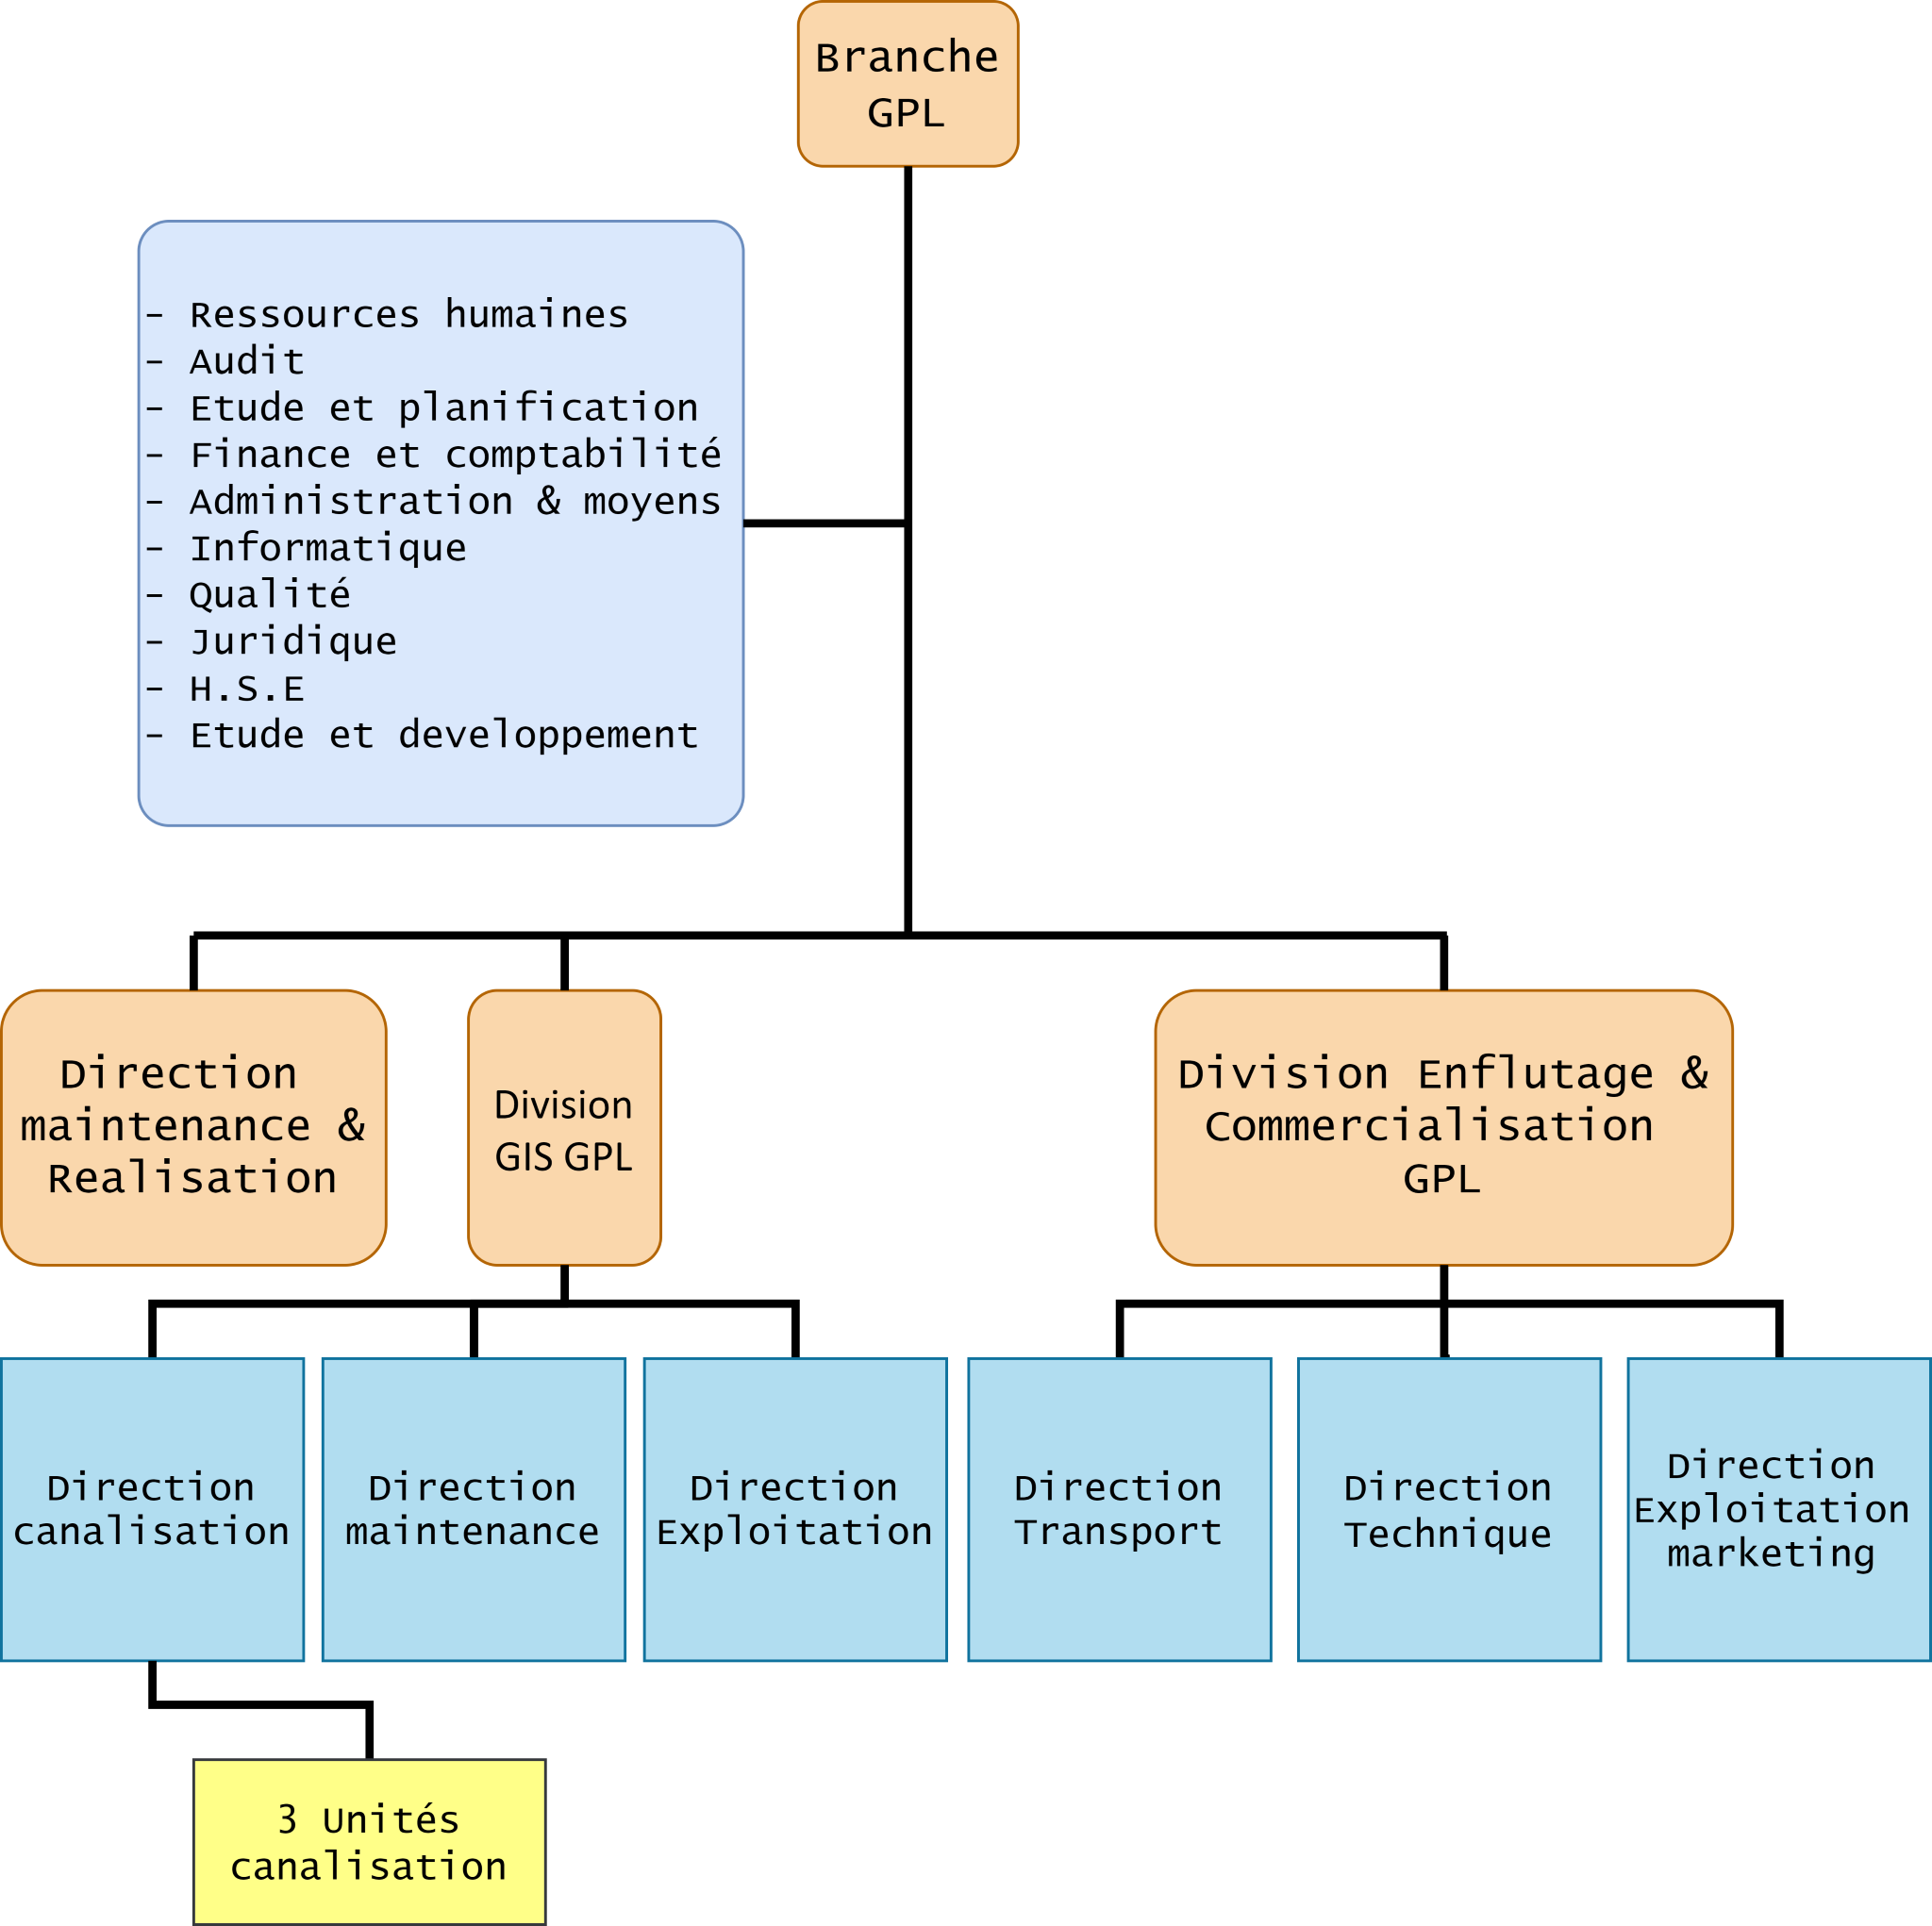 Branche
GPL
- Ressources humaines
- Audit
- Etude et planification
- Finance et comptabilité
- Administration & moyens
- Informatique
- Qualité
- Juridique
- H.S.E
- Etude et developpement
Direction
maintenance &
Realisation
Division
GIS GPL
Division Enflutage &
Commercialisation
GPL
Direction
canalisation
Direction
maintenance
Direction
Exploitation
Direction
Transport
Direction
Technique
Direction
Exploitation
marketing
3 Unités
canalisation